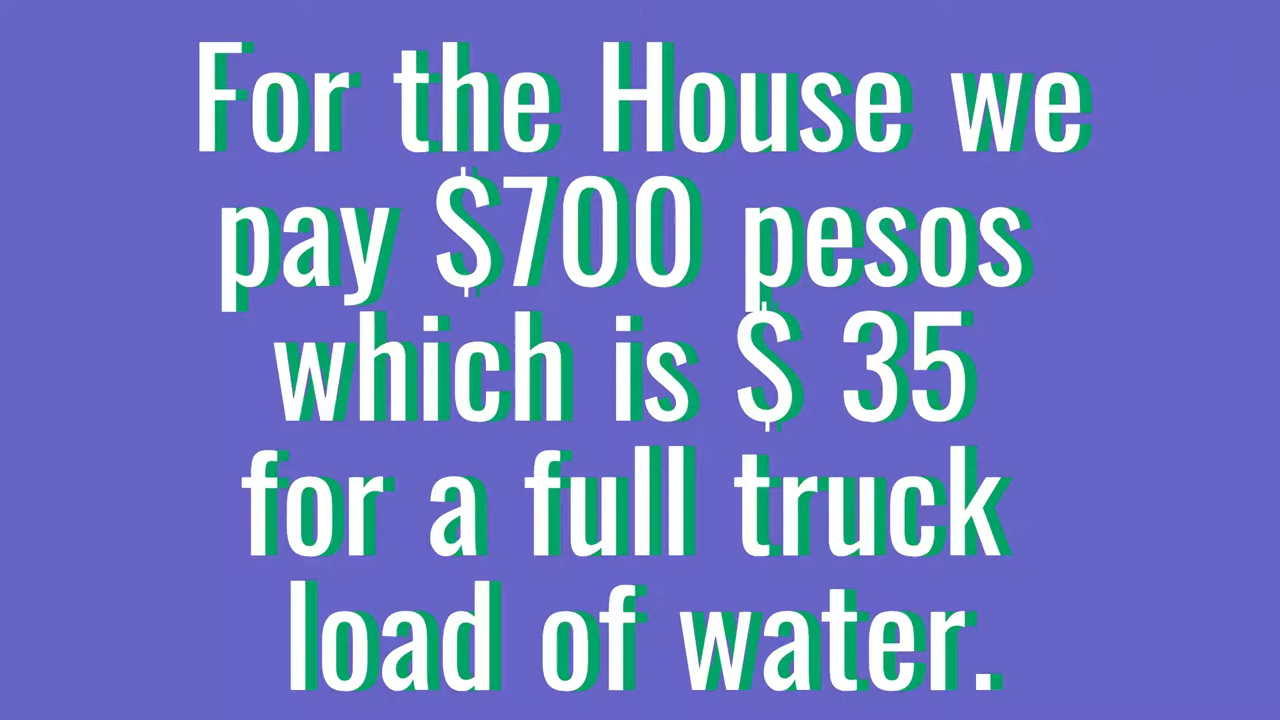 For the House we
pay $700 pesos
which is $ 35
for a full truck
load of water.